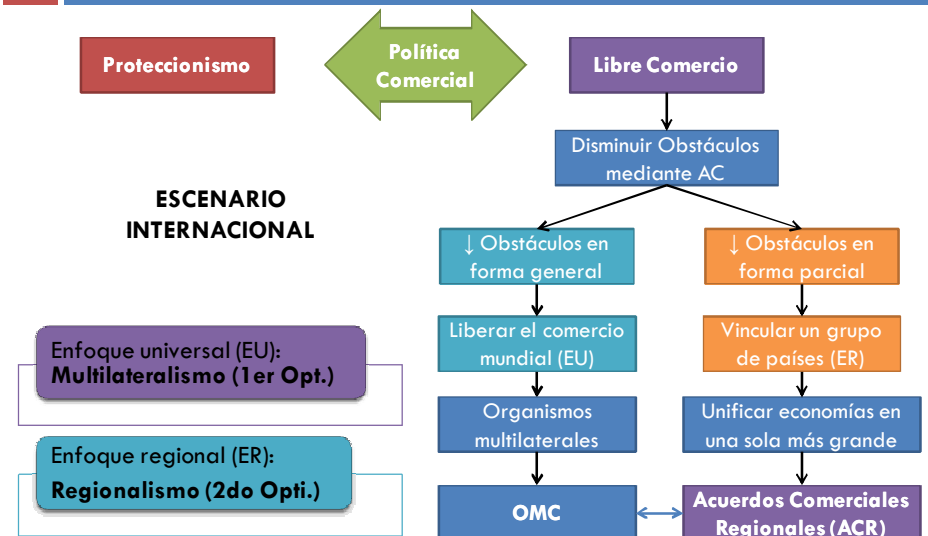 Proteccionismo
Política
Comercial
Libre Comercio
Disminuir Obstáculos
mediante AC
ESCENARIO
INTERNACIONAL
↓ Obstáculos en
forma general
↓ Obstáculos en
forma parcial
Liberar el comercio
mundial (EU)
Vincular un grupo
de países (ER)
Enfoque universal (EU):
Multilateralismo (1er Opt.)
Organismos
multilaterales
Unificar economías en
una sola más grande
Enfoque regional (ER):
Regionalismo (2do Opti.)
OMC
Acuerdos Comerciales
Regionales (ACR)